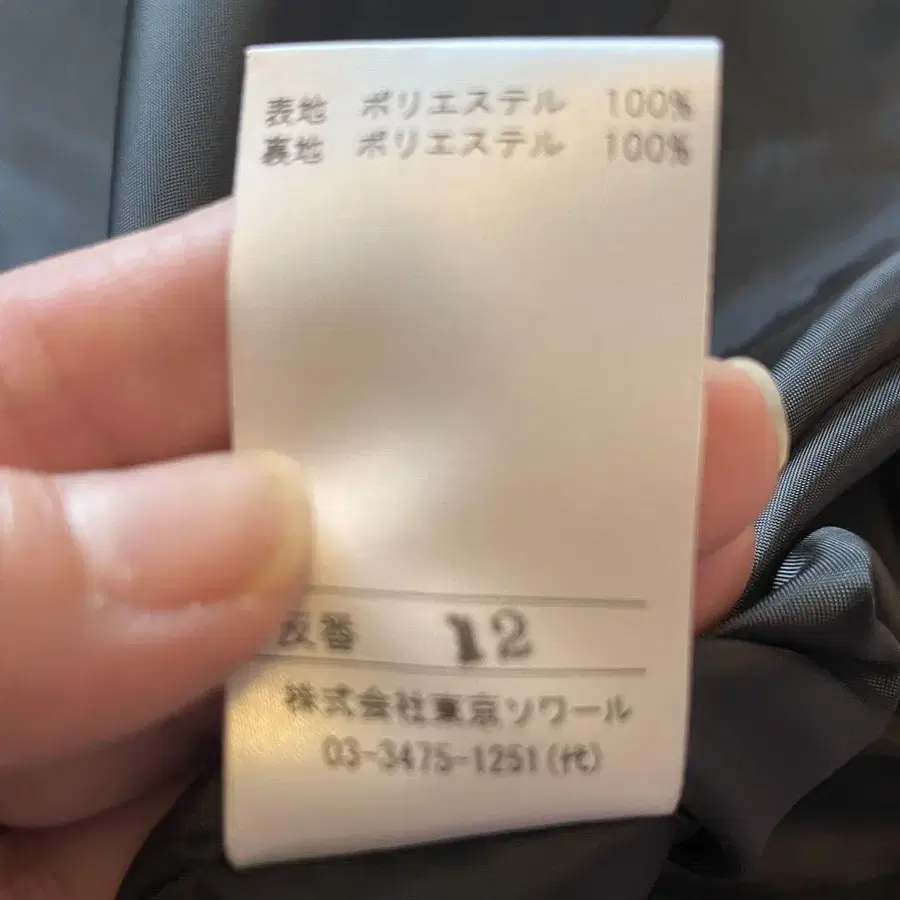 表地 ポリエステル 100%
裏地 ポリエステル 100%
反番 12
株式会社東京ソワール
03-3475-1251(代)